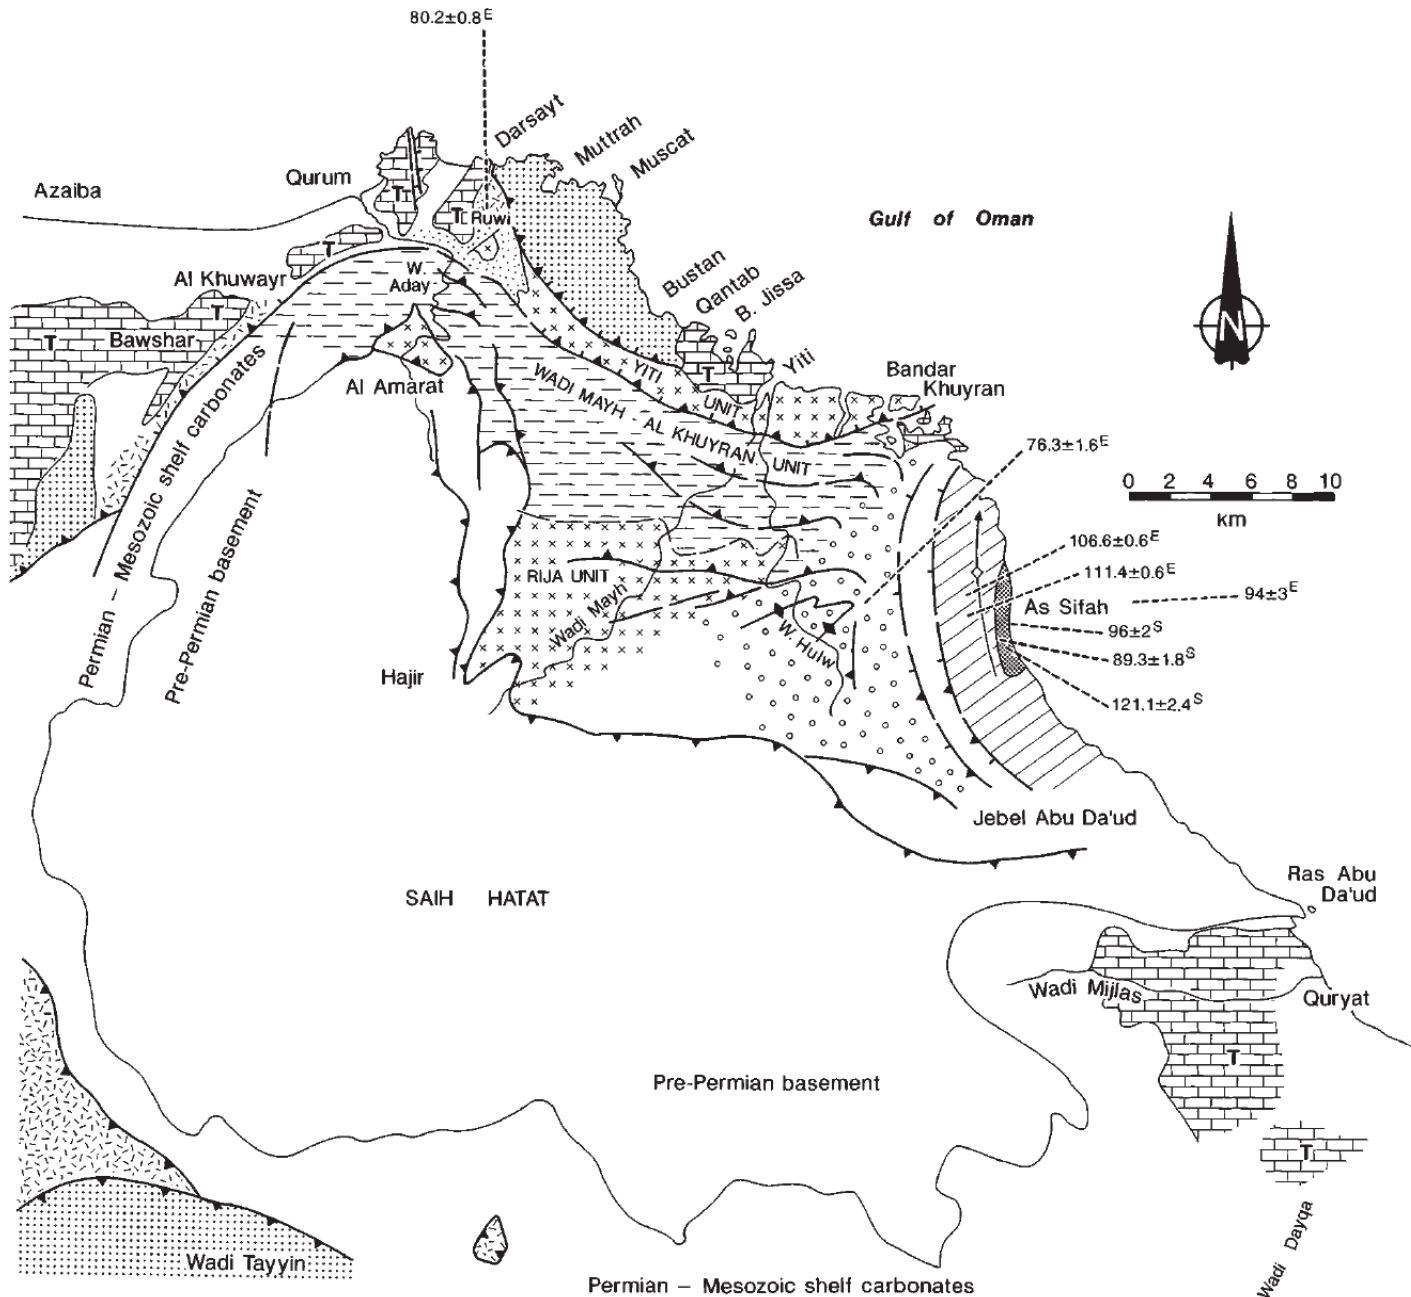 80.2±0.8E
Darsayt
Muttrah
Muscat
Qurum
Azaiba
T
T
Ruwi
Gulf of Oman
T
Al Khuwayr
W.
Aday
Bustan
Qantab
B. Jissa
N
T
T
Bawshar
Al Amarat
YITI
UNIT
T
Yiti
Bandar
Khuyran
WADI MAYH
AL KHUYRAN UNIT
76.3±1.6E
0 2 4 6 8 10
KM
Permian – Mesozoic shelf carbonates
Pre-Permian basement
106.6±0.6E
111.4±0.6E
RIJA UNIT
Wadi Mayh
W. Hulw
As Sifah
94±3E
96±2S
89.3±1.8S
121.1±2.4S
Hajir
Jebel Abu Da'ud
SAIH HATAT
Ras Abu
Da'ud
Wadi Mijlas
Quryat
T
Pre-Permian basement
T
Wadi Dayqa
Wadi Tayyin
Permian – Mesozoic shelf carbonates